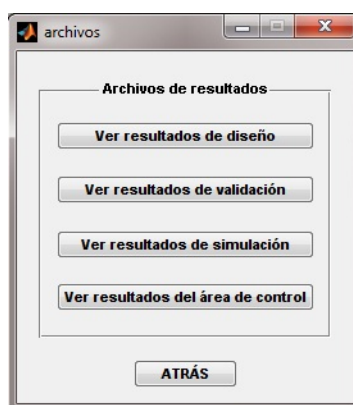 archivos
Archivos de resultados
Ver resultados de diseño
Ver resultados de validación
Ver resultados de simulación
Ver resultados del área de control
ATRÁS